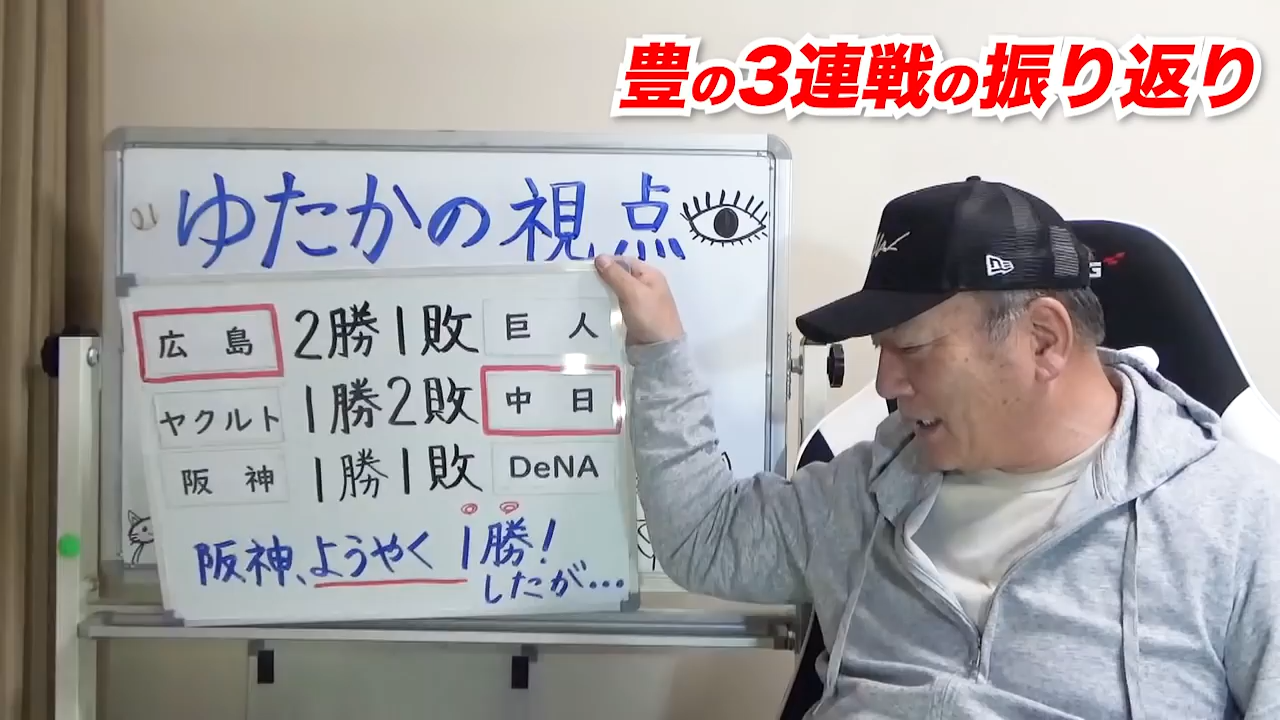 豊の3連戦の振り返り
ゆたかの視点
広島 2勝1敗 巨人
ヤクルト 1勝2敗 中日
阪神 1勝1敗 DeNA
阪神、ようやく1勝!
したが...